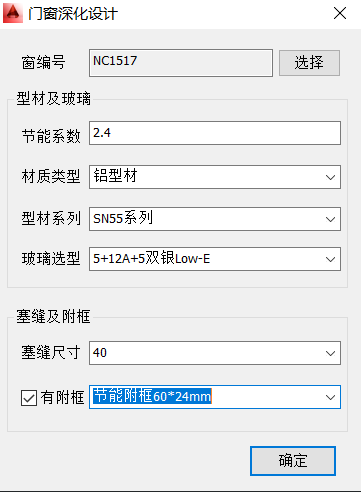 门窗深化设计
窗编号 NC1517 选择
型材及玻璃
节能系数 2.4
材质类型 铝型材
型材系列 SN55系列
玻璃选型 5+12A+5双银Low-E
塞缝及附框
塞缝尺寸 40
有附框 节能附框60*24mm
确定